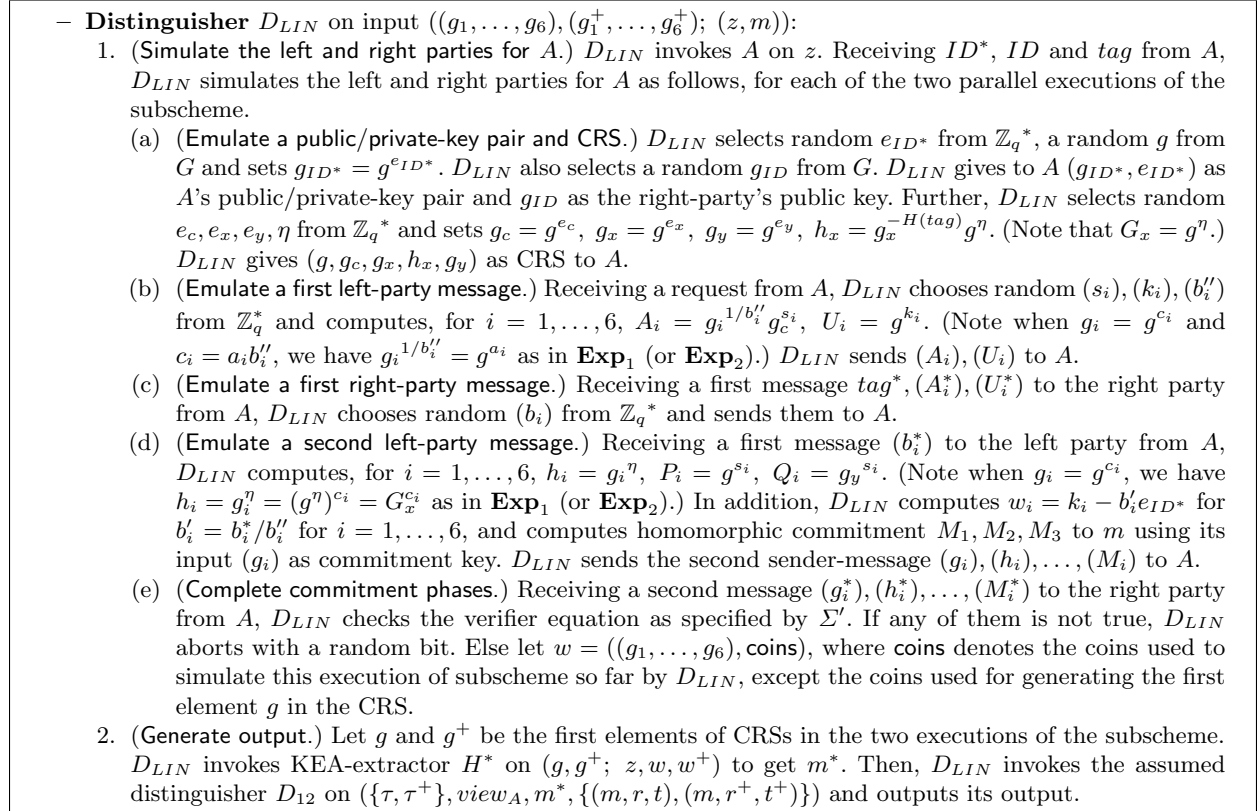 – Distinguisher D_{LIN} on input ((g_1, . . . , g_6), (g_1^+, . . . , g_6^+); (z, m)):
1. (Simulate the left and right parties for A.) D_{LIN} invokes A on z. Receiving ID^*, ID and tag from A,
D_{LIN} simulates the left and right parties for A as follows, for each of the two parallel executions of the
subscheme.
(a) (Emulate a public/private-key pair and CRS.) D_{LIN} selects random e_{ID^*} from ℤ_q^*, a random g from
G and sets g_{ID^*} = g^{e_{ID^*}}. D_{LIN} also selects a random g_{ID} from G. D_{LIN} gives to A (g_{ID^*}, e_{ID^*}) as
A's public/private-key pair and g_{ID} as the right-party's public key. Further, D_{LIN} selects random
e_c, e_x, e_y, η from ℤ_q^* and sets g_c = g^{e_c}, g_x = g^{e_x}, g_y = g^{e_y}, h_x = g_x^{-H(tag)} g^η. (Note that G_x = g^η.)
D_{LIN} gives (g, g_c, g_x, h_x, g_y) as CRS to A.
(b) (Emulate a first left-party message.) Receiving a request from A, D_{LIN} chooses random (s_i), (k_i), (b_i'')
from ℤ_q^* and computes, for i = 1, . . . , 6, A_i = g_i^{1/b_i''} g_c^{s_i}, U_i = g^{k_i}. (Note when g_i = g^{c_i} and
c_i = a_i b_i'', we have g_i^{1/b_i''} = g^{a_i} as in Exp_1 (or Exp_2).) D_{LIN} sends (A_i), (U_i) to A.
(c) (Emulate a first right-party message.) Receiving a first message tag^*, (A_i^*), (U_i^*) to the right party
from A, D_{LIN} chooses random (b_i) from ℤ_q^* and sends them to A.
(d) (Emulate a second left-party message.) Receiving a first message (b_i^*) to the left party from A,
D_{LIN} computes, for i = 1, . . . , 6, h_i = g_i^η, P_i = g^{s_i}, Q_i = g_y^{s_i}. (Note when g_i = g^{c_i}, we have
h_i = g_i^η = (g^η)^{c_i} = G_x^{c_i} as in Exp_1 (or Exp_2).) In addition, D_{LIN} computes w_i = k_i − b_i' e_{ID^*} for
b_i' = b_i^*/b_i'' for i = 1, . . . , 6, and computes homomorphic commitment M_1, M_2, M_3 to m using its
input (g_i) as commitment key. D_{LIN} sends the second sender-message (g_i), (h_i), . . . , (M_i) to A.
(e) (Complete commitment phases.) Receiving a second message (g_i^*), (h_i^*), . . . , (M_i^*) to the right party
from A, D_{LIN} checks the verifier equation as specified by Σ'. If any of them is not true, D_{LIN}
aborts with a random bit. Else let w = ((g_1, . . . , g_6), coins), where coins denotes the coins used to
simulate this execution of subscheme so far by D_{LIN}, except the coins used for generating the first
element g in the CRS.
2. (Generate output.) Let g and g^+ be the first elements of CRSs in the two executions of the subscheme.
D_{LIN} invokes KEA-extractor H^* on (g, g^+; z, w, w^+) to get m^*. Then, D_{LIN} invokes the assumed
distinguisher D_{12} on ({τ, τ^+}, view_A, m^*, {(m, r, t), (m, r^+, t^+)}) and outputs its output.